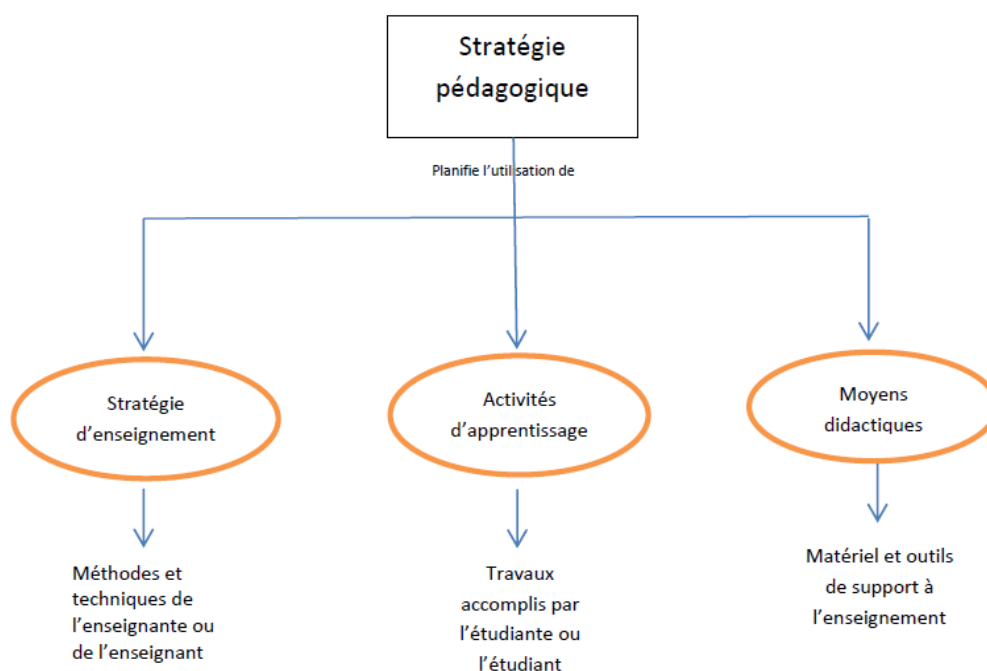 Stratégie
pédagogique
Planifie l'utilisation de
Stratégie
d'enseignement
Activités
d'apprentissage
Moyens
didactiques
Méthodes et
techniques de
l'enseignante ou
de l'enseignant
Travaux
accomplis par
l'étudiante ou
l'étudiant
Matériel et outils
de support à
l'enseignement